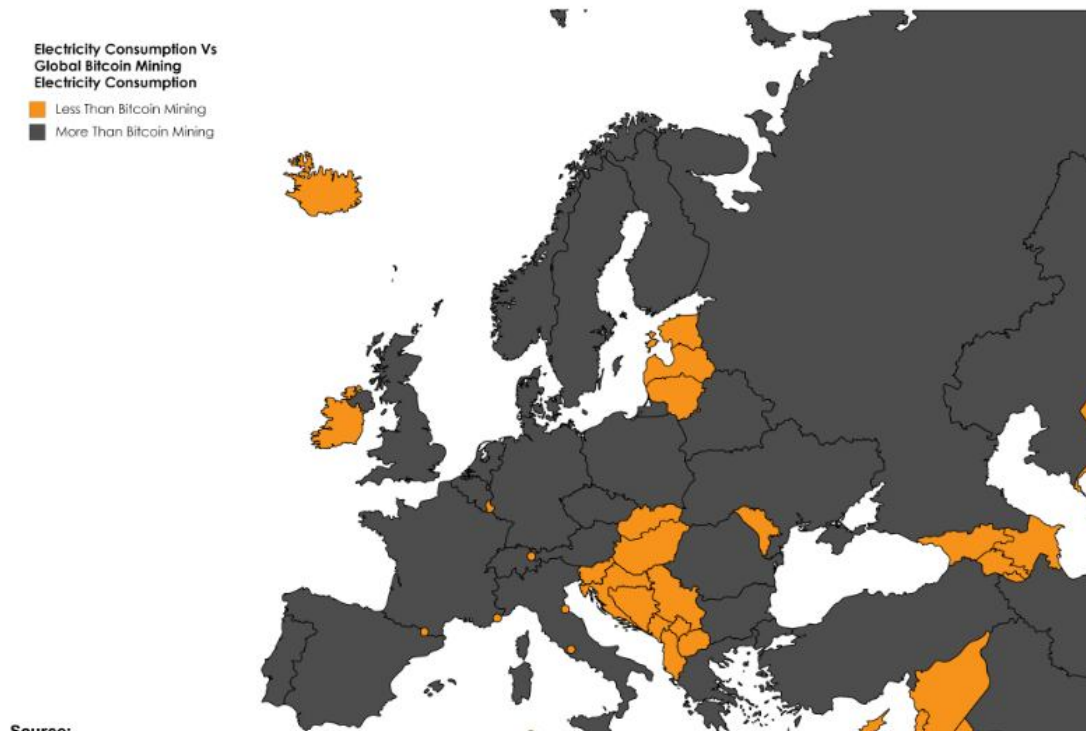 Electricity Consumption Vs
Global Bitcoin Mining
Electricity Consumption
Less Than Bitcoin Mining
More Than Bitcoin Mining
Source: